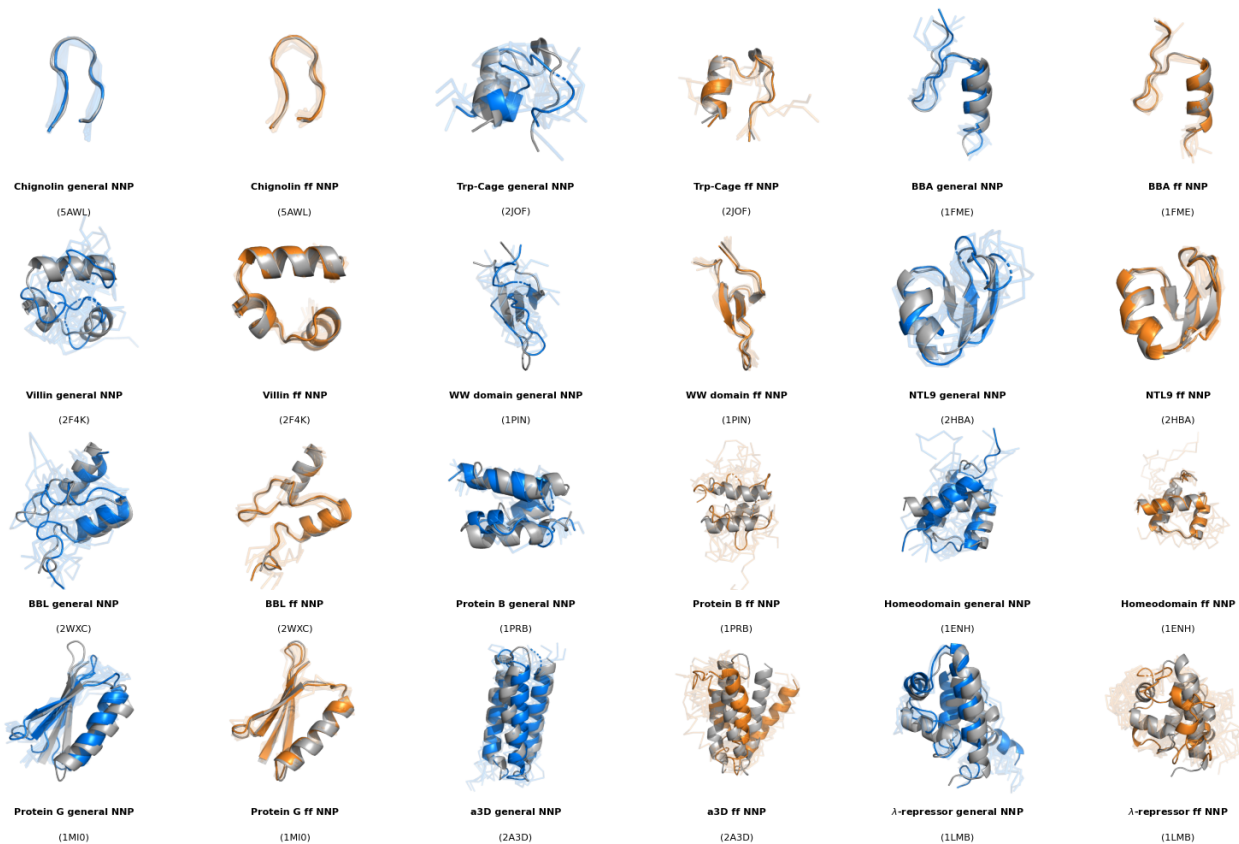 Chignolin general NNP
(5AWL)
Chignolin ff NNP
(5AWL)
Trp-Cage general NNP
(2JOF)
Trp-Cage ff NNP
(2JOF)
BBA general NNP
(1FME)
BBA ff NNP
(1FME)
Villin general NNP
(2F4K)
Villin ff NNP
(2F4K)
WW domain general NNP
(1PIN)
WW domain ff NNP
(1PIN)
NTL9 general NNP
(2HBA)
NTL9 ff NNP
(2HBA)
BBL general NNP
(2WXC)
BBL ff NNP
(2WXC)
Protein B general NNP
(1PRB)
Protein B ff NNP
(1PRB)
Homeodomain general NNP
(1ENH)
Homeodomain ff NNP
(1ENH)
Protein G general NNP
(1MI0)
Protein G ff NNP
(1MI0)
a3D general NNP
(2A3D)
a3D ff NNP
(2A3D)
λ-repressor general NNP
(1LMB)
λ-repressor ff NNP
(1LMB)